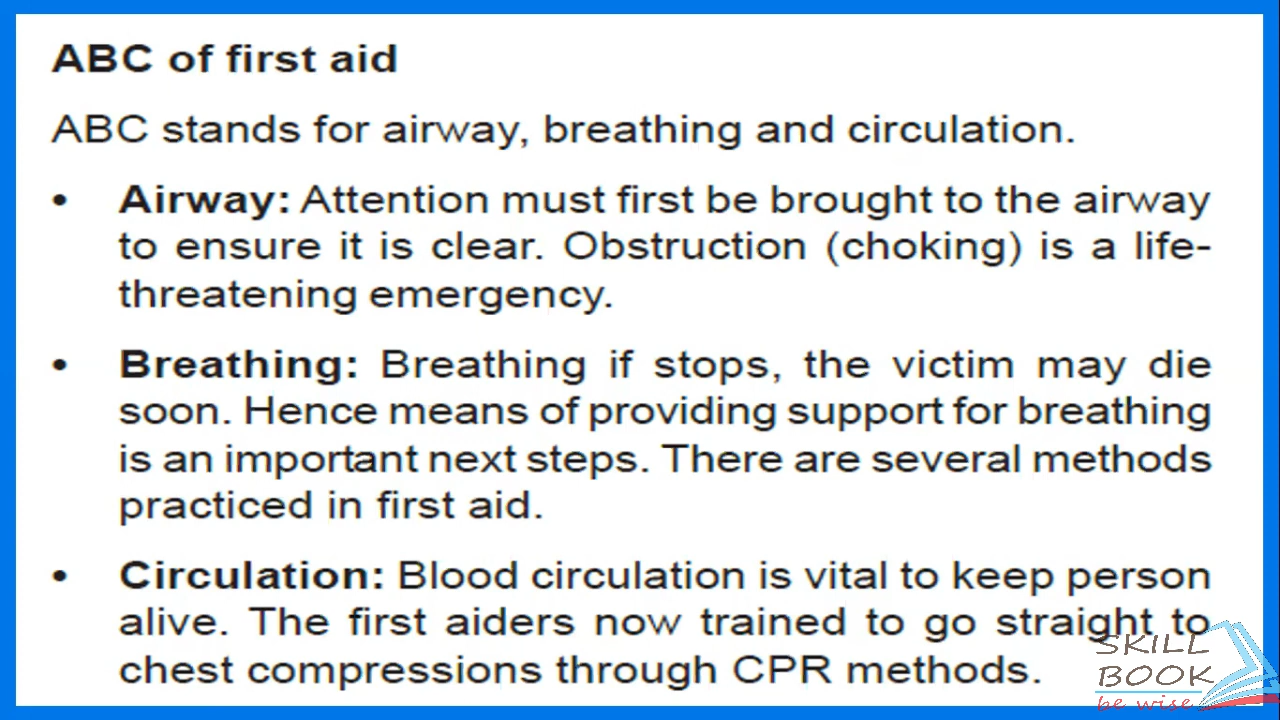 ABC of first aid
ABC stands for airway, breathing and circulation.
• Airway: Attention must first be brought to the airway
to ensure it is clear. Obstruction (choking) is a life-
threatening emergency.
• Breathing: Breathing if stops, the victim may die
soon. Hence means of providing support for breathing
is an important next steps. There are several methods
practiced in first aid.
• Circulation: Blood circulation is vital to keep person
alive. The first aiders now trained to go straight to
chest compressions through CPR methods.
SKILL
BOOK
be wise